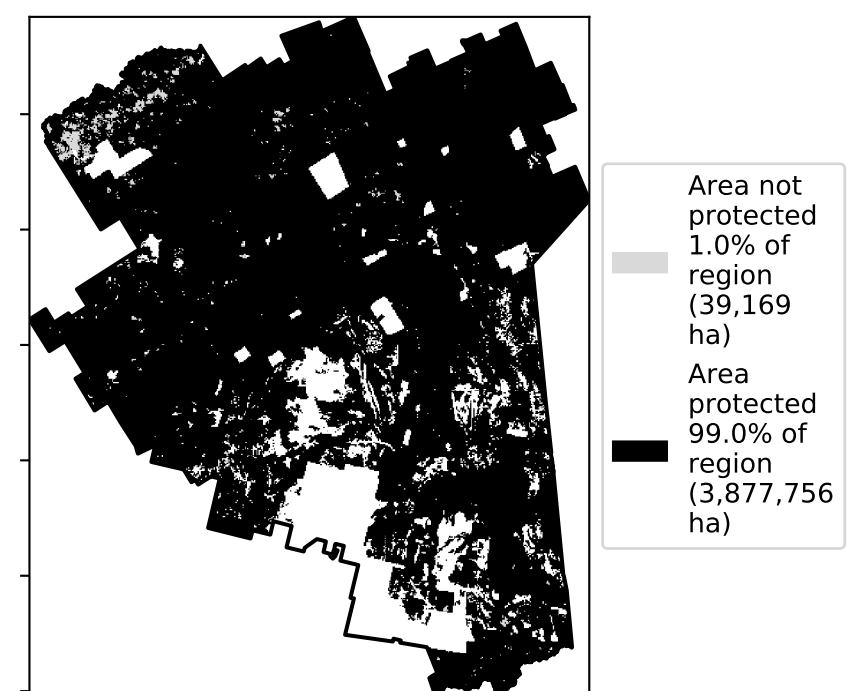 Area not
protected
1.0% of
region
(39,169
ha)
Area
protected
99.0% of
region
(3,877,756
ha)